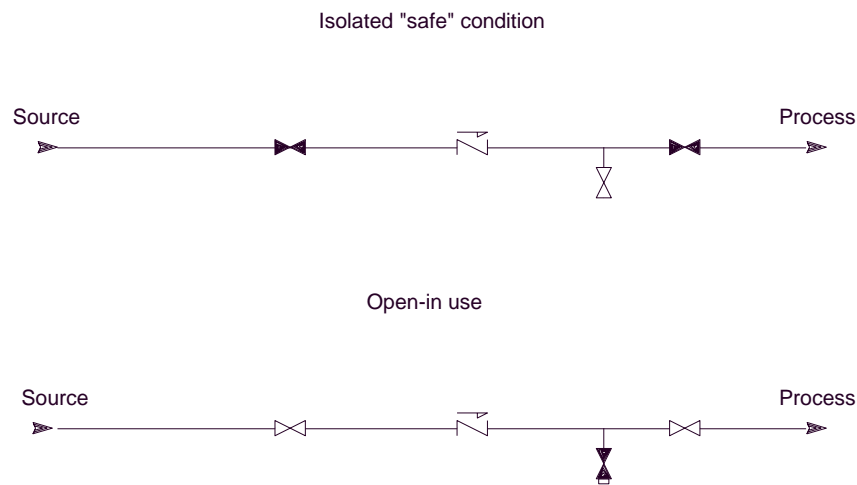 Isolated "safe" condition
Source
Process
Open-in use
Source
Process